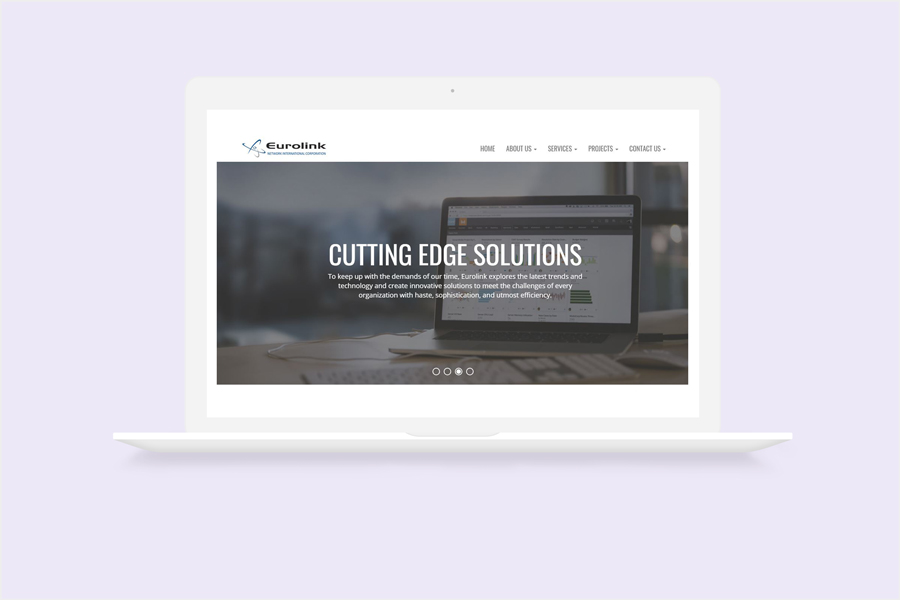 Eurolink
NETWORK INTERNATIONAL CORPORATION
HOME ABOUT US SERVICES PROJECTS CONTACT US
CUTTING EDGE SOLUTIONS
To keep up with the demands of our time, Eurolink explores the latest trends and
technology and create innovative solutions to meet the challenges of every
organization with haste, sophistication, and utmost efficiency.